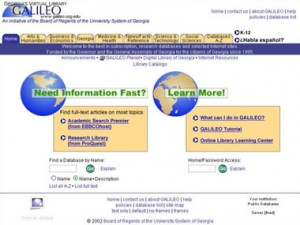 GEORGIA'S VIRTUAL LIBRARY
GALILEO
www.galileo.usg.edu
An initiative of the Board of Regents of the University System of Georgia
home | contact us | about GALILEO | help
policies | database list
Home
Arts & Humanities
Business & Economics
Georgia
Medicine & Health
News/Facts Reference
Science & Technology
Social Sciences
Databases A-Z
K-12
¿Habla español?
Welcome to the best in subscription, research databases and selected Internet sites.
Funded by the Governor and the General Assembly of Georgia for the citizens of Georgia since 1995.
Announcements
GALILEO Planet
Digital Library of Georgia
Internet Resources
Library Catalogs
Need Information Fast?
Learn More!
Find full-text articles on most topics:
Academic Search Premier
(from EBSCOhost)
Research Library
(from ProQuest)
What can I do in GALILEO?
GALILEO Tutorial
Online Library Learning Center
Find a Database by Name:
Go Explain
Name Name+Description
List all A-Z List full text
Home/Password Access:
Go Explain
home | contact us | about GALILEO | help
policies | database list | site map
text only | default | no frames | frames
© 2002 Board of Regents of the University System of Georgia
Your Institution:
Public Database